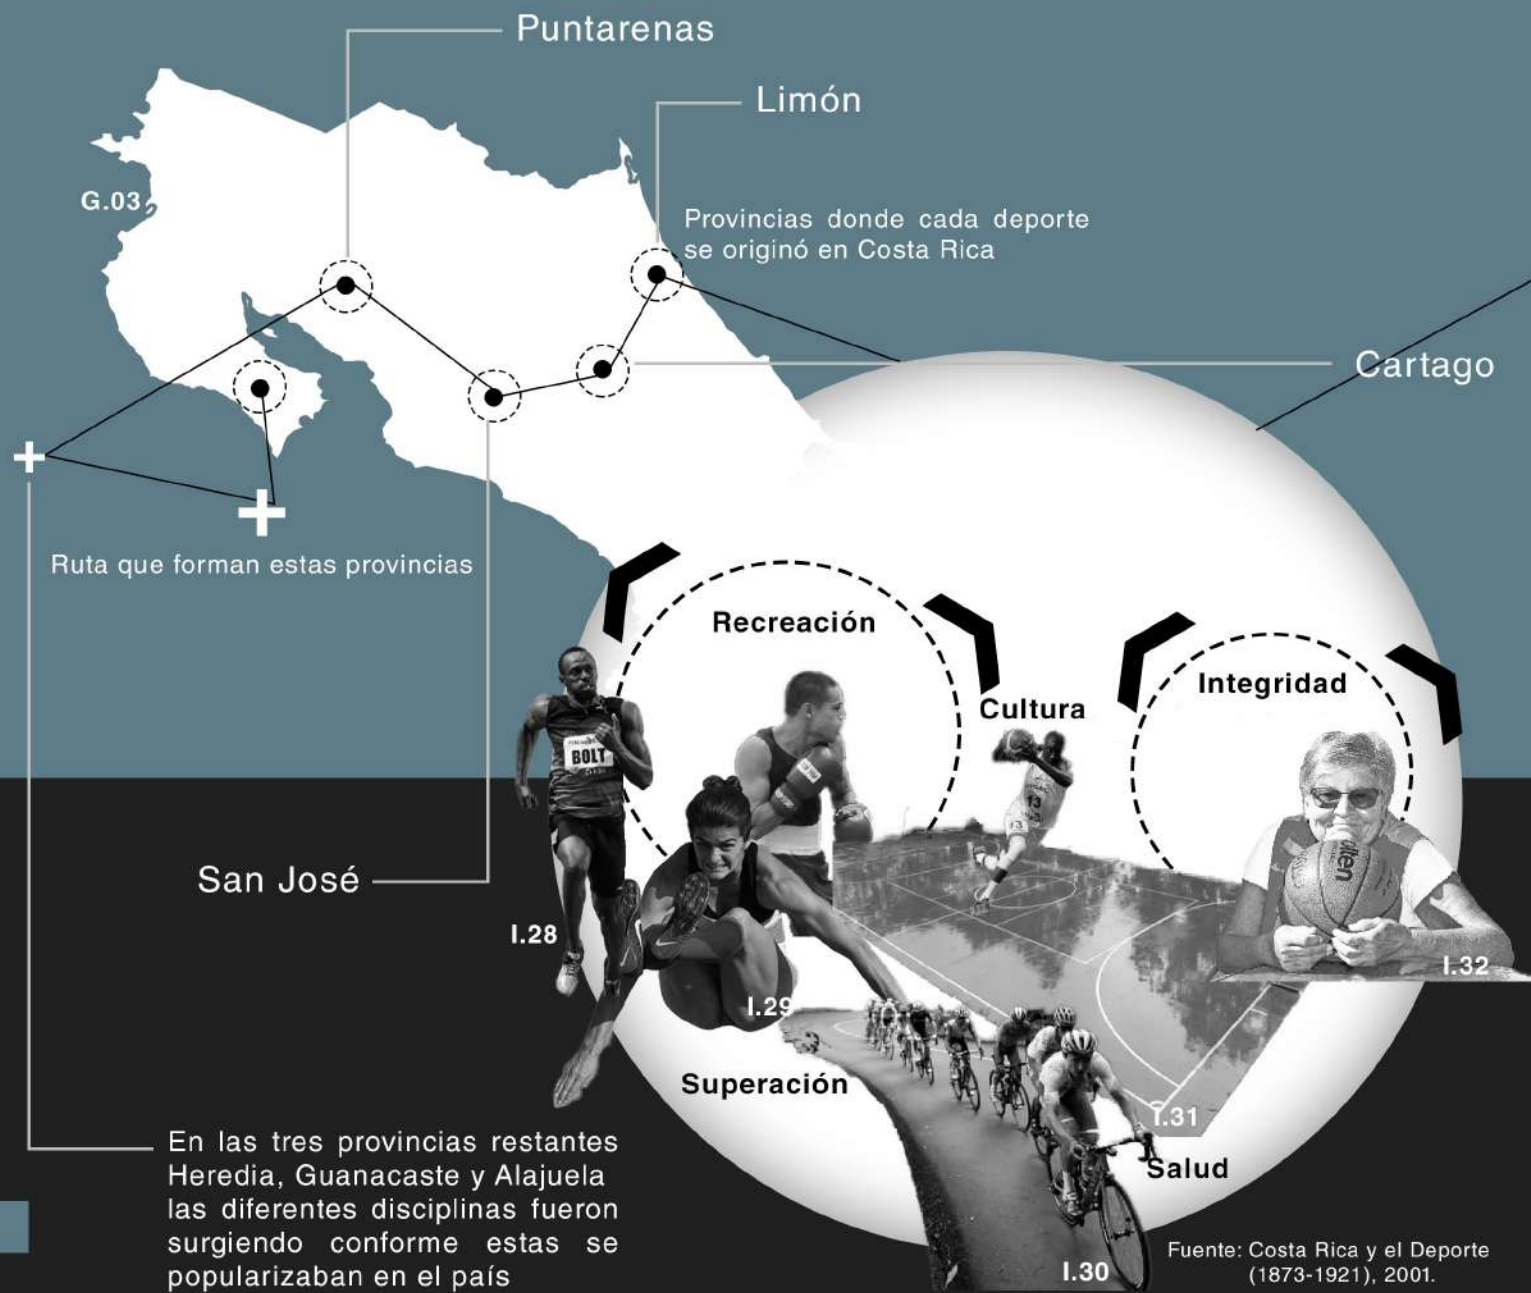 Puntarenas
Limón
G.03
Provincias donde cada deporte
se originó en Costa Rica
Cartago
Ruta que forman estas provincias
Recreación
Integridad
Cultura
BOLT
13
13
San José
I.28
molten
I.32
I.29
Superación
I.31
Salud
En las tres provincias restantes
Heredia, Guanacaste y Alajuela
las diferentes disciplinas fueron
surgiendo conforme estas se
popularizaban en el país
I.30
Fuente: Costa Rica y el Deporte
(1873-1921), 2001.